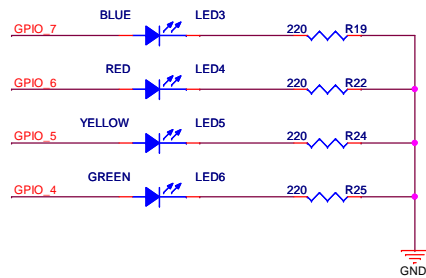 BLUE LED3
GPIO_7 220 R19
RED LED4
GPIO_6 220 R22
YELLOW LED5
GPIO_5 220 R24
GREEN LED6
GPIO_4 220 R25
GND